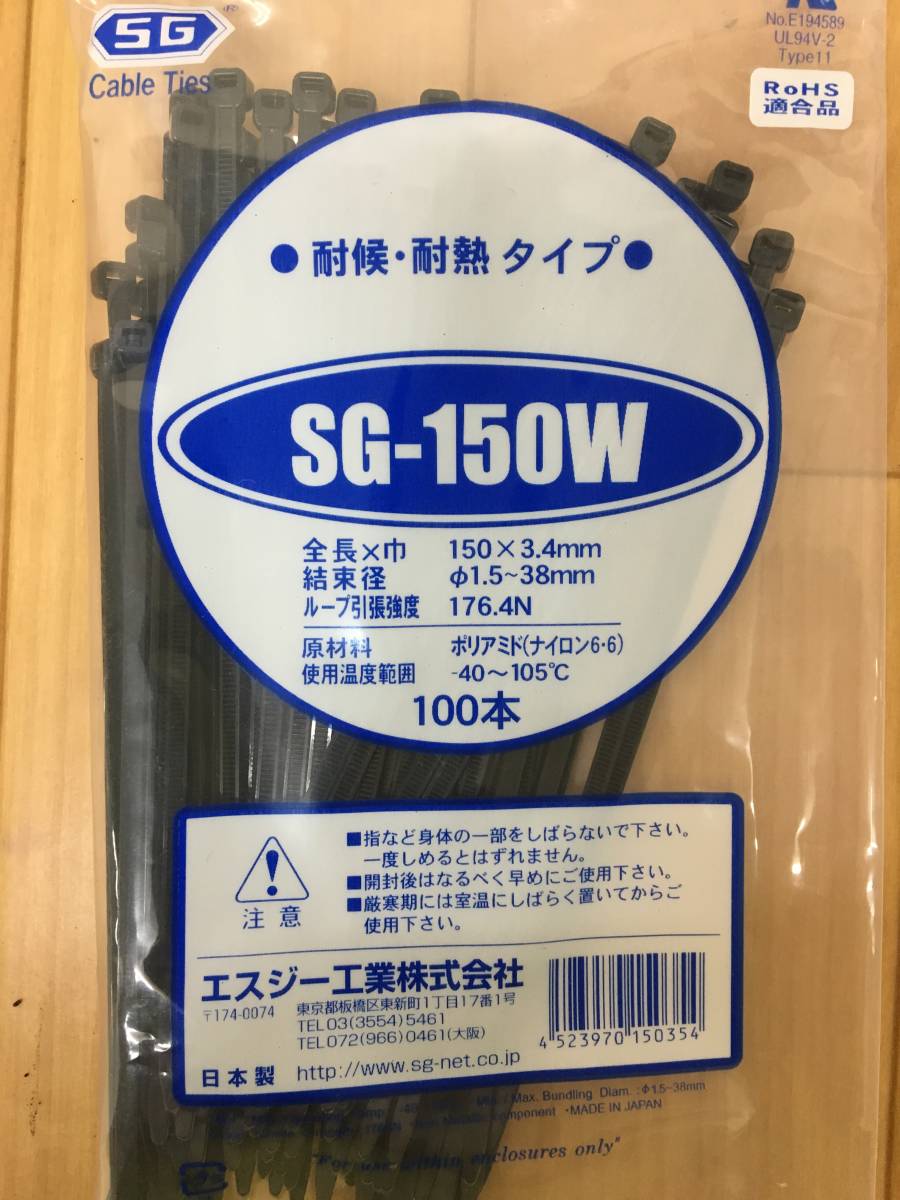 SG ®
Cable Ties
No.E194589
UL94V-2
Type11
RoHS
適合品
●耐候・耐熱 タイプ●
SG-150W
全長×巾 150×3.4mm
結束径 φ1.5~38mm
ループ引張強度 176.4N
原材料 ポリアミド(ナイロン6・6)
使用温度範囲 -40～105℃
100本
注意
■指など身体の一部をしばらないで下さい。
一度しめるとはずれません。
■開封後はなるべく早めにご使用下さい。
■厳寒期には室温にしばらく置いてからご
使用下さい。
エスジー工業株式会社
〒174-0074 東京都板橋区東新町1丁目17番1号
TEL03(3554)5461
TEL072(966)0461(大阪)
日本製 http://www.sg-net.co.jp
4 523970 150354
Max. Bundling Diam. :φ1.5~38mm
・MADE IN JAPAN
"For use within enclosures only"